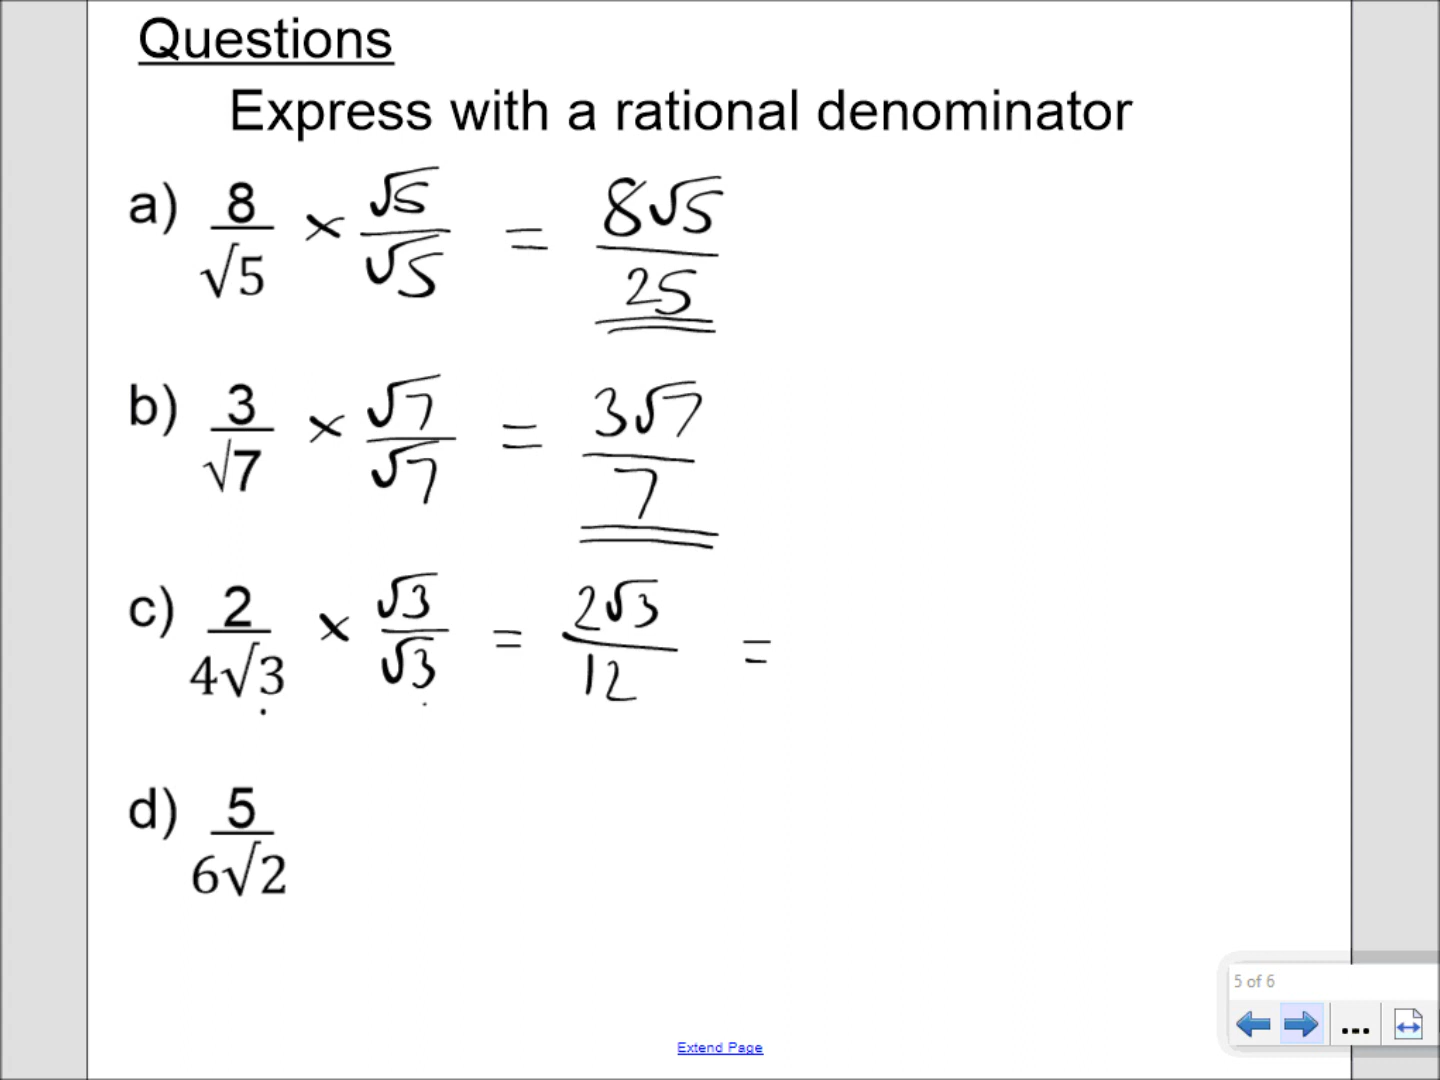 Questions
Express with a rational denominator
a) 8/√5 × √5/√5 = 8√5/25
b) 3/√7 × √7/√7 = 3√7/7
c) 2/4√3 × √3/√3 = 2√3/12 =
d) 5/6√2
5 of 6
...
Extend Page